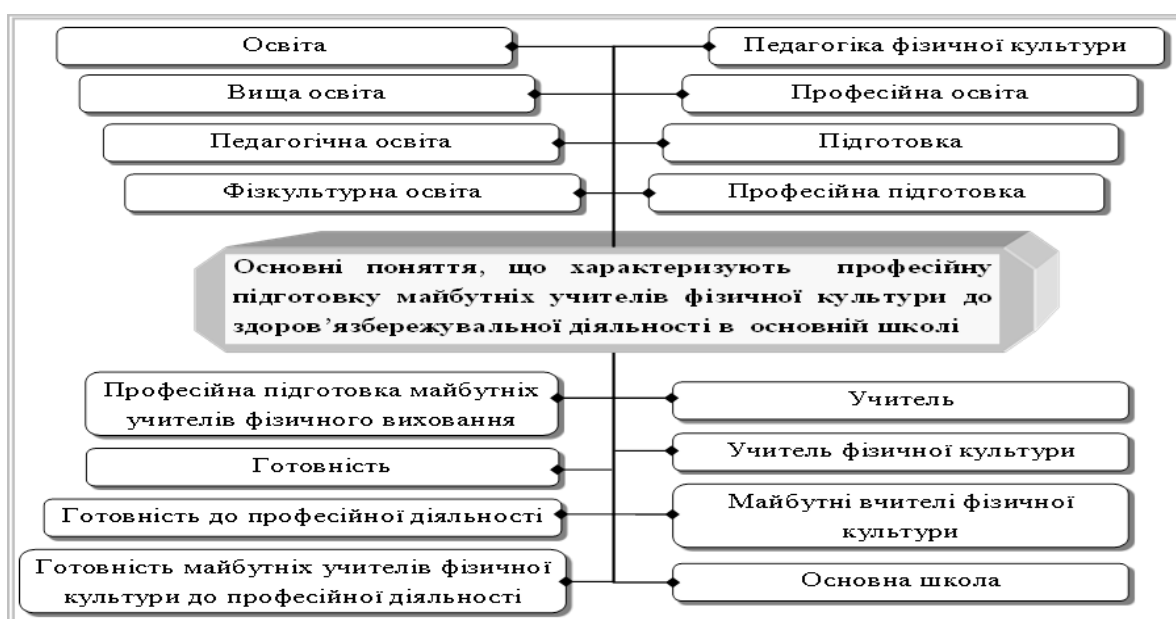 Освіта
Педагогіка фізичної культури
Вища освіта
Професійна освіта
Педагогічна освіта
Підготовка
Фізкультурна освіта
Професійна підготовка
Основні поняття, що характеризують професійну
підготовку майбутніх учителів фізичної культури до
здоров’язбережувальної діяльності в основній школі
Професійна підготовка майбутніх
учителів фізичного виховання
Учитель
Готовність
Учитель фізичної культури
Готовність до професійної діяльності
Майбутні вчителі фізичної
культури
Готовність майбутніх учителів фізичної
культури до професійної діяльності
Основна школа